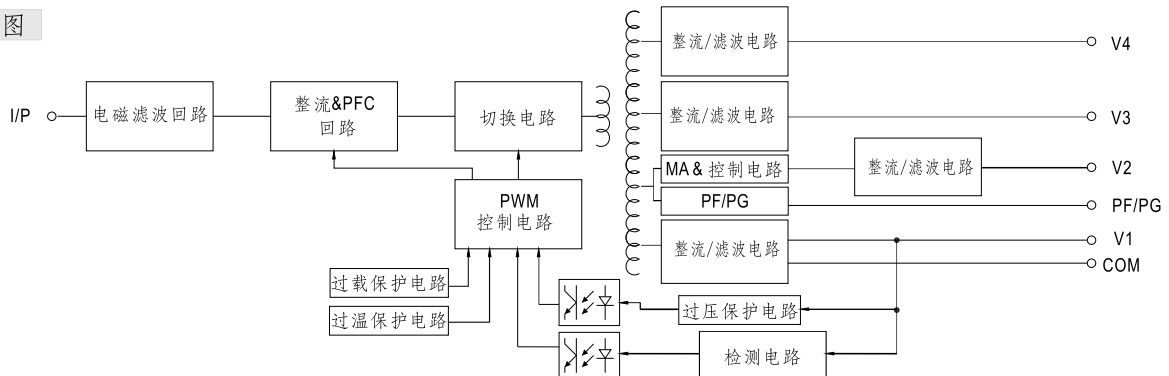 图
整流/滤波电路
V4
I/P
电磁滤波回路
整流&PFC
回路
切换电路
整流/滤波电路
V3
MA & 控制电路
整流/滤波电路
V2
PWM
控制电路
PF/PG
PF/PG
整流/滤波电路
V1
COM
过载保护电路
过温保护电路
过压保护电路
检测电路